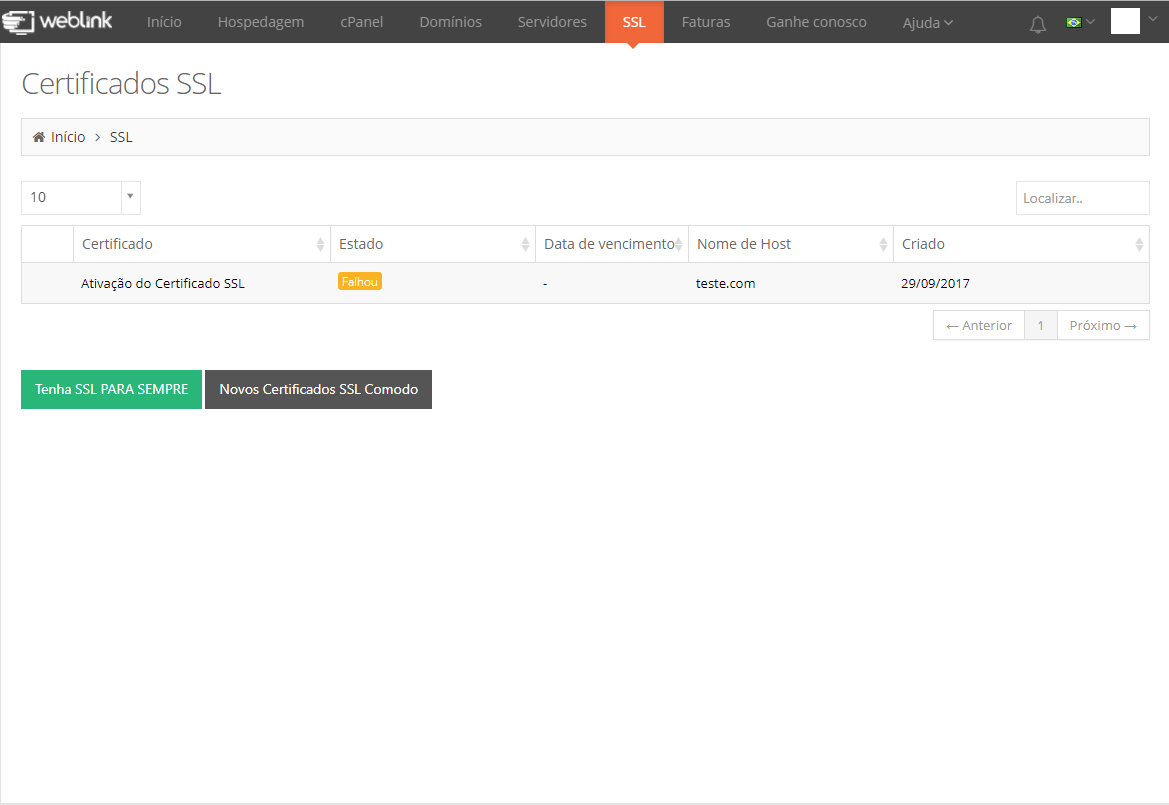 weblink Início Hospedagem cPanel Domínios Servidores SSL Faturas Ganhe conosco Ajuda
Certificados SSL
Início > SSL
10 Localizar..
Certificado Estado Data de vencimento Nome de Host Criado
Ativação do Certificado SSL Falhou - teste.com 29/09/2017
← Anterior 1 Próximo →
Tenha SSL PARA SEMPRE Novos Certificados SSL Comodo